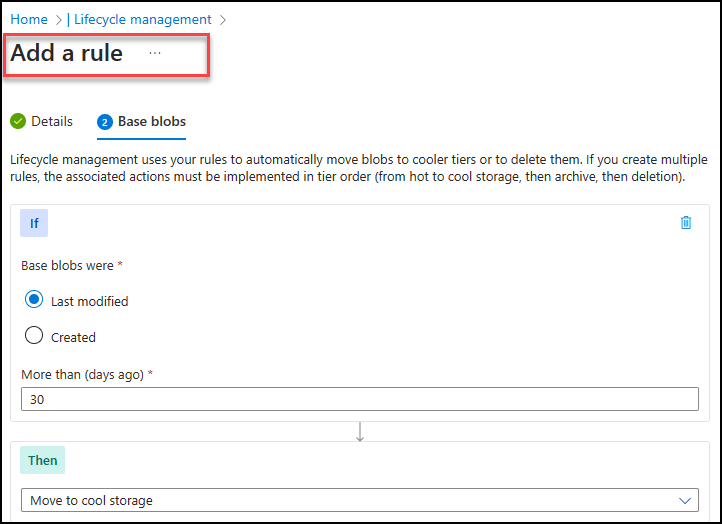 Home > | Lifecycle management >
Add a rule ...
Details 2 Base blobs
Lifecycle management uses your rules to automatically move blobs to cooler tiers or to delete them. If you create multiple
rules, the associated actions must be implemented in tier order (from hot to cool storage, then archive, then deletion).
If
Base blobs were *
Last modified
Created
More than (days ago) *
30
Then
Move to cool storage